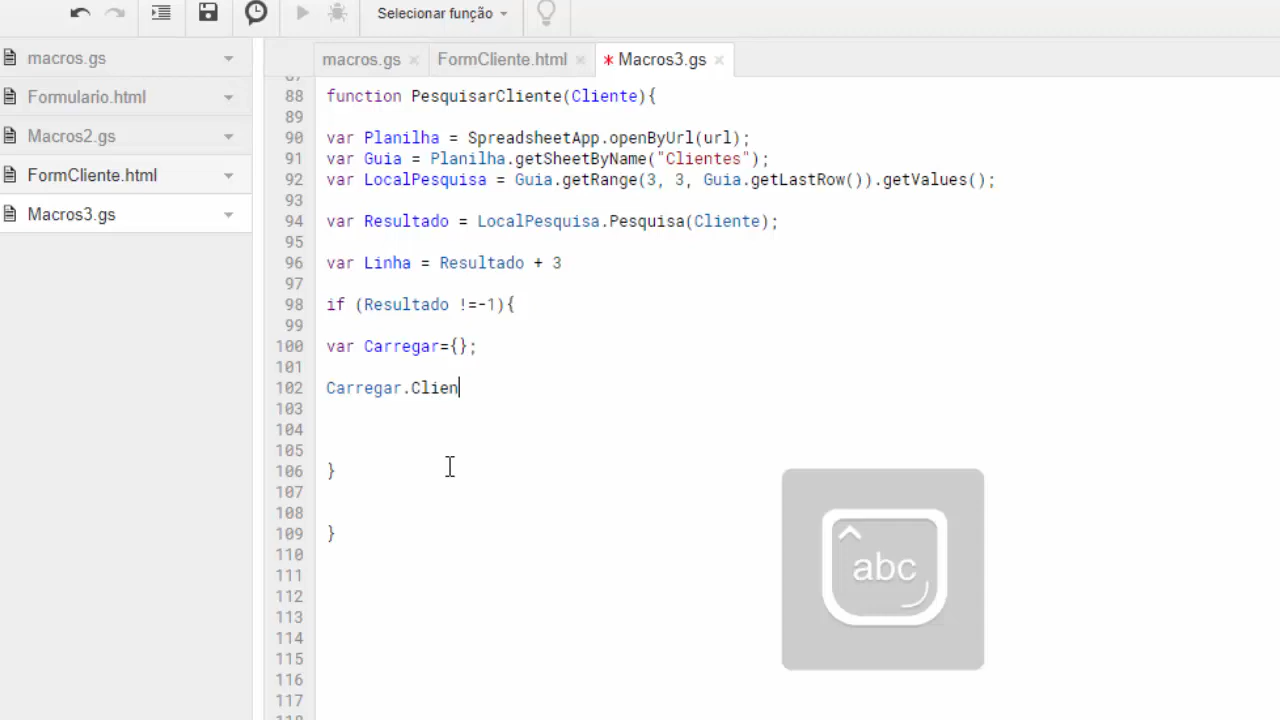 Selecionar função
macros.gs
Formulario.html
Macros2.gs
FormCliente.html
Macros3.gs
macros.gs × FormCliente.html × * Macros3.gs ×
87
88 function PesquisarCliente(Cliente){
89
90 var Planilha = SpreadsheetApp.openByUrl(url);
91 var Guia = Planilha.getSheetByName("Clientes");
92 var LocalPesquisa = Guia.getRange(3, 3, Guia.getLastRow()).getValues();
93
94 var Resultado = LocalPesquisa.Pesquisa(Cliente);
95
96 var Linha = Resultado + 3
97
98 if (Resultado !==-1){
99
100 var Carregar={};
101
102 Carregar.Clien
103
104
105
106 }
107
108
109 }
110
111
112
113
114
115
116
117
118
abc